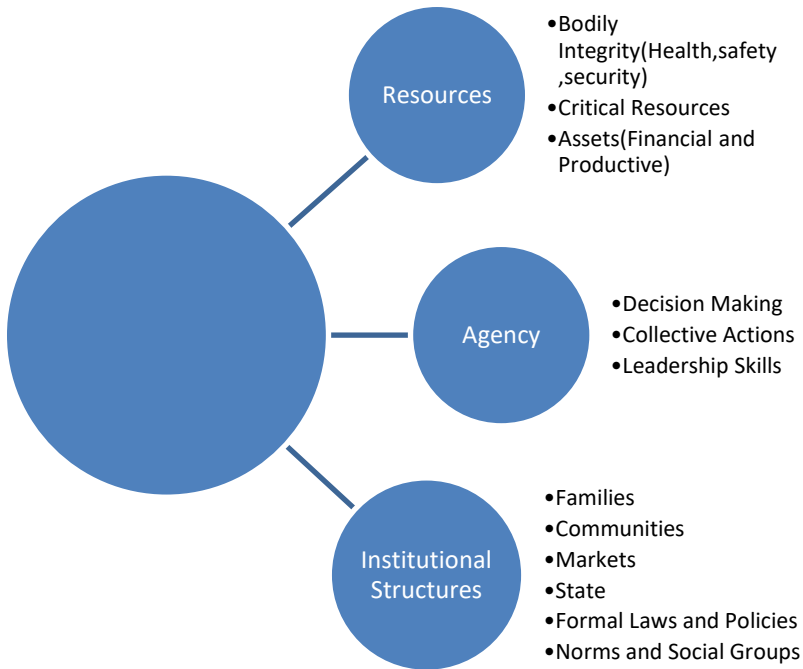 Resources
•Bodily
Integrity(Health,safety
,security)
•Critical Resources
•Assets(Financial and
Productive)
Agency
•Decision Making
•Collective Actions
•Leadership Skills
Institutional
Structures
•Families
•Communities
•Markets
•State
•Formal Laws and Policies
•Norms and Social Groups